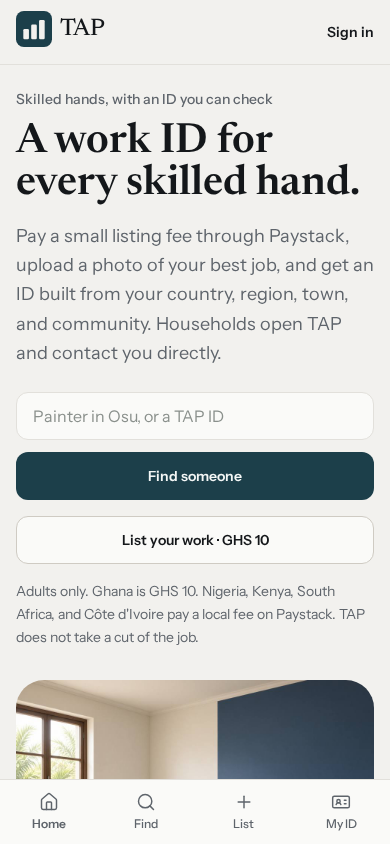 TAP
Sign in
Skilled hands, with an ID you can check
A work ID for
every skilled hand.
Pay a small listing fee through Paystack,
upload a photo of your best job, and get an
ID built from your country, region, town,
and community. Households open TAP
and contact you directly.
Painter in Osu, or a TAP ID
Find someone
List your work · GHS 10
Adults only. Ghana is GHS 10. Nigeria, Kenya, South
Africa, and Côte d'Ivoire pay a local fee on Paystack. TAP
does not take a cut of the job.
Home
Find
List
My ID